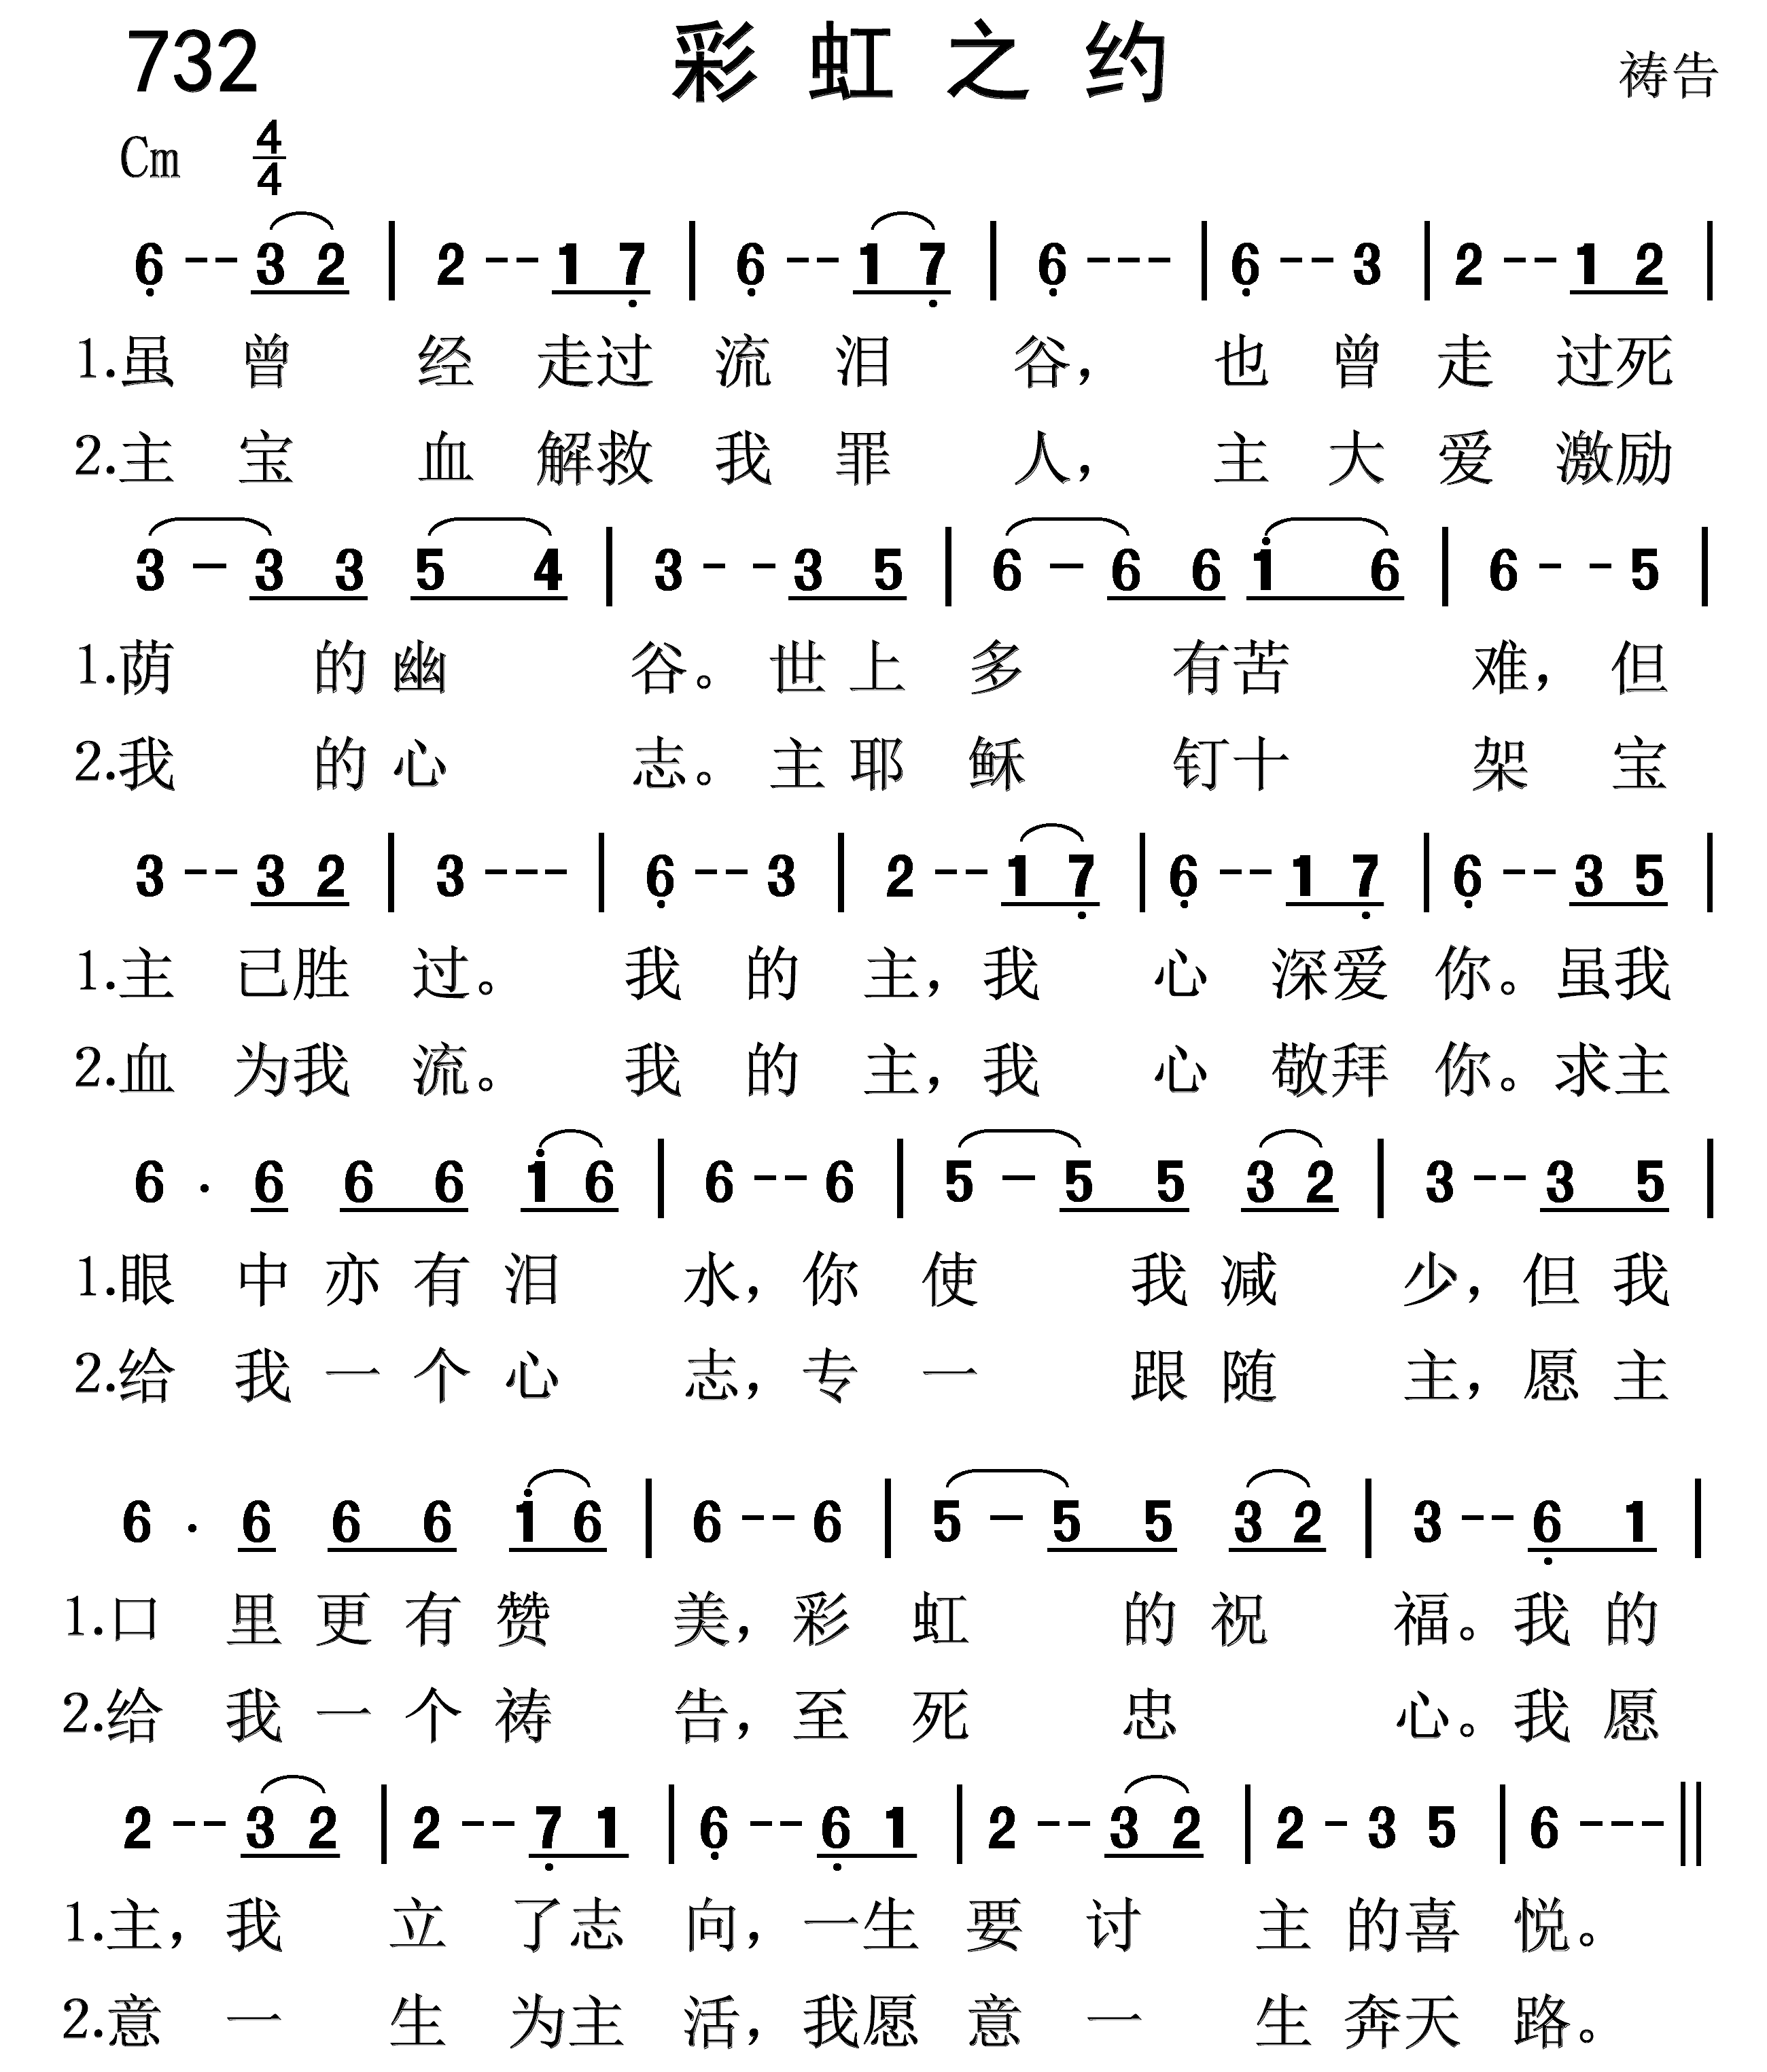 732 彩虹之约 祷告
Cm 4/4
6̣ - - 3 2 | 2 - - 1 7̣ | 6̣ - - 1 7̣ | 6̣ - - - | 6̣ - - 3 | 2 - - 1 2 |
1.虽 曾 经 走过 流 泪 谷， 也 曾 走 过死
2.主 宝 血 解救 我 罪 人， 主 大 爱 激励
3 - 3 3 5 4 | 3 - - 3 5 | 6 - 6 6 1̇ 6 | 6 - - 5 |
1.荫 的 幽 谷。 世 上 多 有苦 难， 但
2.我 的 心 志。 主 耶 稣 钉十 架 宝
3 - - 3 2 | 3 - - - | 6̣ - - 3 | 2 - - 1 7̣ | 6̣ - - 1 7̣ | 6̣ - - 3 5 |
1.主 已胜 过。 我 的 主，我 心 深爱 你。虽我
2.血 为我 流。 我 的 主，我 心 敬拜 你。求主
6 . 6 6 6 1̇ 6 | 6 - - 6 | 5 - 5 5 3 2 | 3 - - 3 5 |
1.眼 中 亦 有 泪 水，你 使 我 减 少，但 我
2.给 我 一 个 心 志，专 一 跟 随 主，愿 主
6 . 6 6 6 1̇ 6 | 6 - - 6 | 5 - 5 5 3 2 | 3 - - 6̣ 1 |
1.口 里 更 有 赞 美，彩 虹 的 祝 福。我 的
2.给 我 一 个 祷 告，至 死 忠 心。我 愿
2 - - 3 2 | 2 - - 7̣ 1 | 6̣ - - 6̣ 1 | 2 - - 3 2 | 2 - 3 5 | 6 - - - ||
1.主，我 立 了志 向，一生 要 讨 主 的喜 悦。
2.意 一 生 为主 活，我愿 意 一 生 奔天 路。